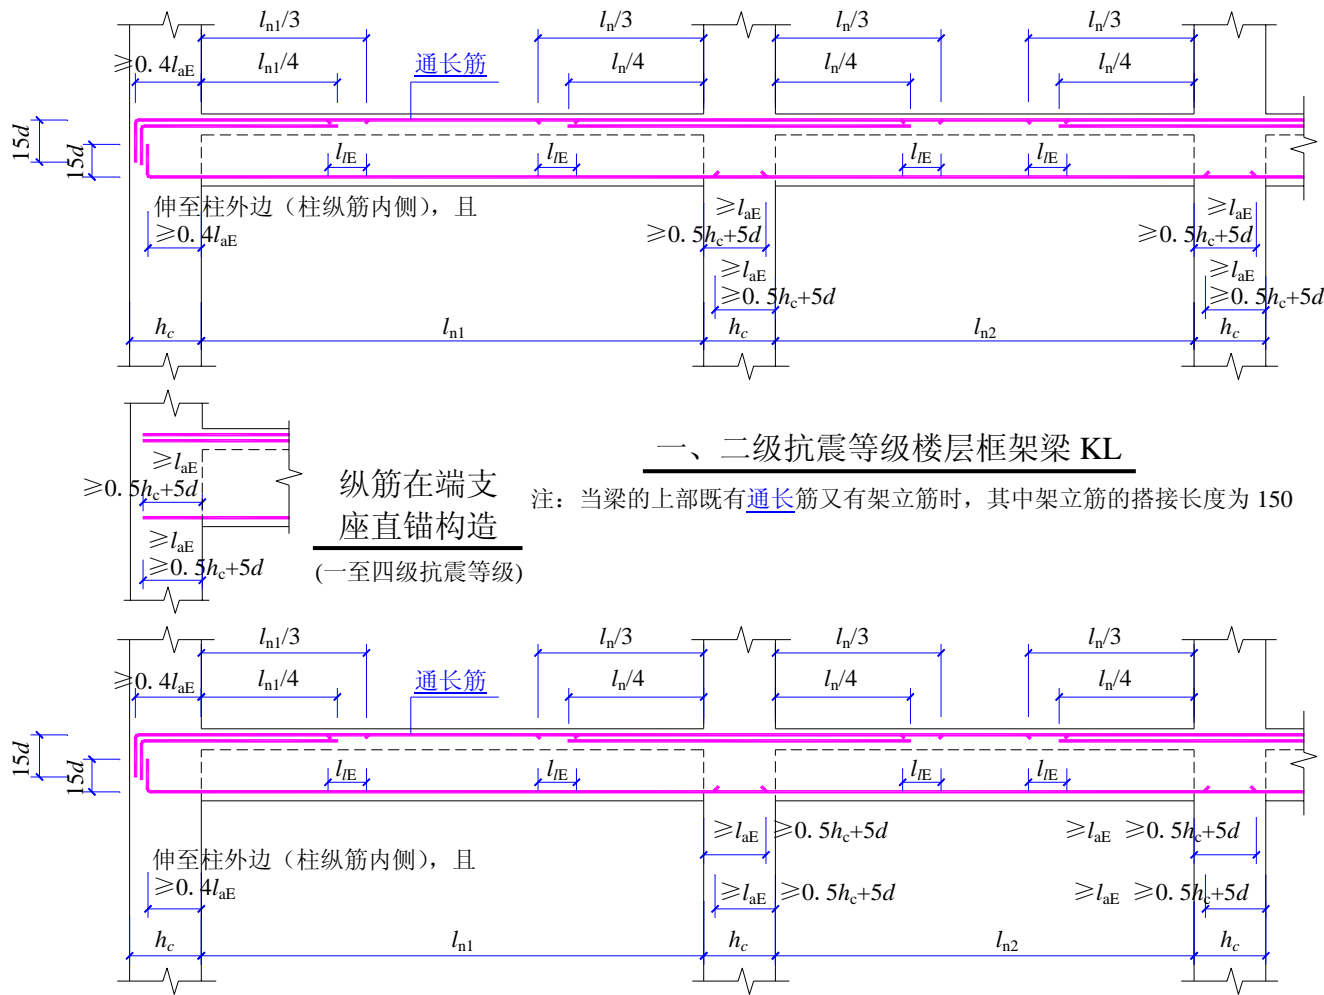 ln1/3 ln/3 ln/3 ln/3
≥0.4laE ln1/4 通长筋 ln/4 ln/4 ln/4
15d
15d
llE llE llE llE
伸至柱外边（柱纵筋内侧），且 ≥laE ≥laE
≥0.4laE ≥0.5hc+5d ≥0.5hc+5d
≥laE ≥laE
≥0.5hc+5d ≥0.5hc+5d
hc ln1 hc ln2 hc
≥laE
≥0.5hc+5d
≥laE
≥0.5hc+5d
纵筋在端支
座直锚构造
(一至四级抗震等级)
一、二级抗震等级楼层框架梁 KL
注：当梁的上部既有通长筋又有架立筋时，其中架立筋的搭接长度为 150
ln1/3 ln/3 ln/3 ln/3
≥0.4laE ln1/4 通长筋 ln/4 ln/4 ln/4
15d
15d
llE llE llE llE
≥laE ≥0.5hc+5d ≥laE ≥0.5hc+5d
伸至柱外边（柱纵筋内侧），且
≥0.4laE ≥laE ≥0.5hc+5d ≥laE ≥0.5hc+5d
hc ln1 hc ln2 hc